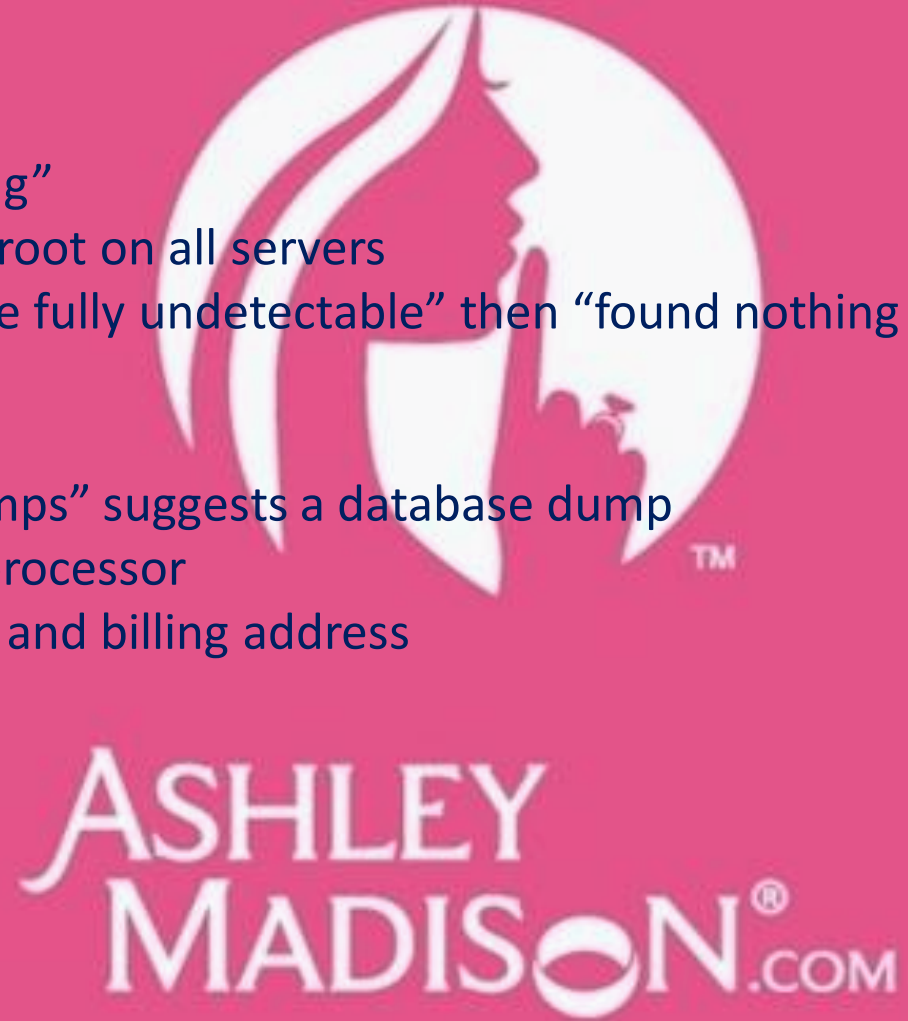 g”
root on all servers
e fully undetectable” then “found nothing
mps” suggests a database dump
rocessor
and billing address
TM
ASHLEY
MADISON®.COM